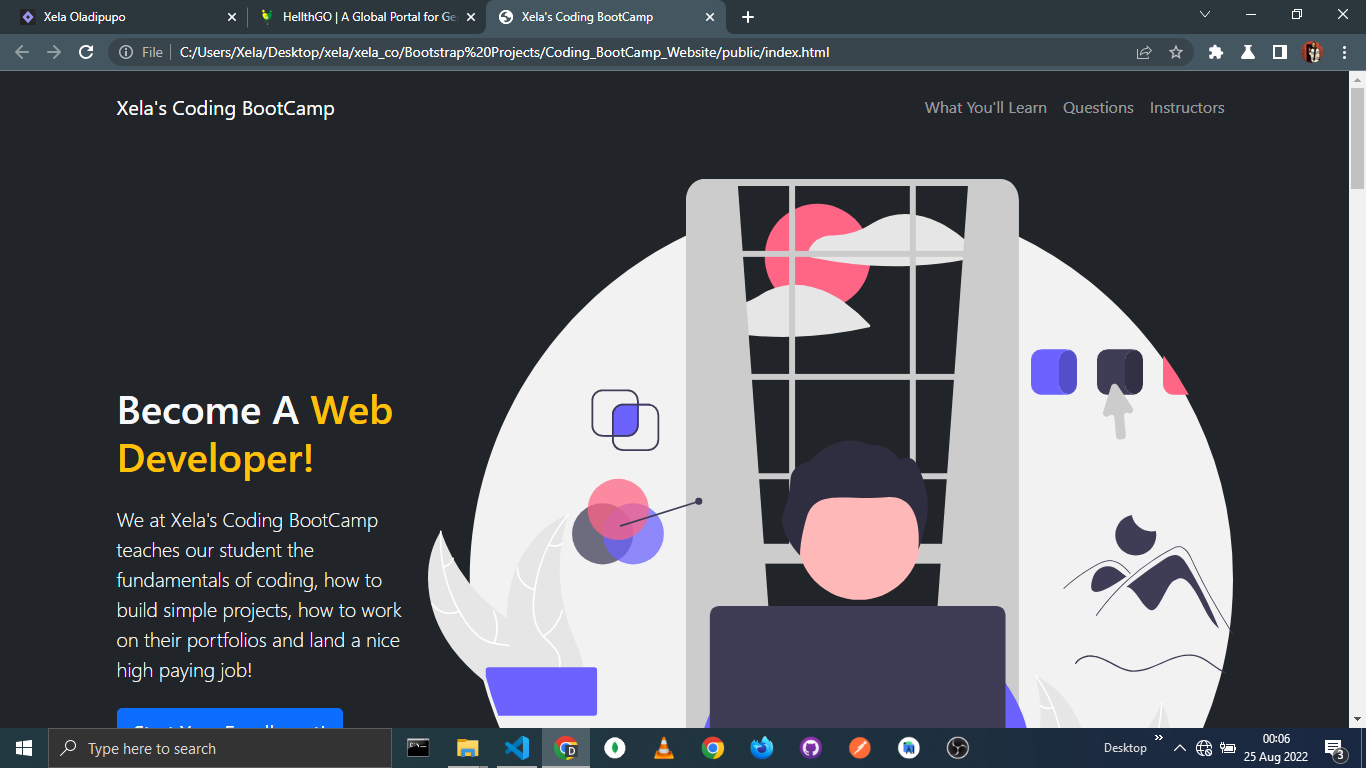 Xela Oladipupo
HellthGO | A Global Portal for Ge
Xela's Coding BootCamp
File
C:/Users/Xela/Desktop/xela/xela_co/Bootstrap%20Projects/Coding_BootCamp_Website/public/index.html
Xela's Coding BootCamp
What You'll Learn
Questions
Instructors
Become A Web
Developer!
We at Xela's Coding BootCamp
teaches our student the
fundamentals of coding, how to
build simple projects, how to work
on their portfolios and land a nice
high paying job!
Start Your Enrollment!
Type here to search
Desktop
00:06
25 Aug 2022
3